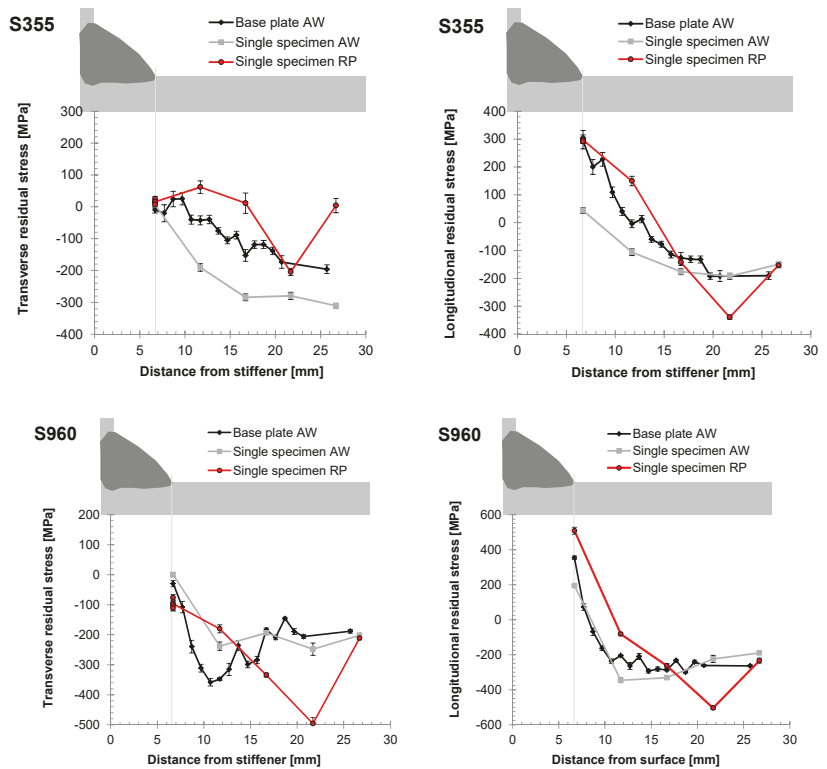 S355
Base plate AW
Single specimen AW
Single specimen RP
Transverse residual stress [MPa]
300
200
100
0
-100
-200
-300
-400
0 5 10 15 20 25 30
Distance from stiffener [mm]
S355
Base plate AW
Single specimen AW
Single specimen RP
Longitudinal residual stress [MPa]
400
300
200
100
0
-100
-200
-300
-400
0 5 10 15 20 25 30
Distance from stiffener [mm]
S960
Base plate AW
Single specimen AW
Single specimen RP
Transverse residual stress [MPa]
200
100
0
-100
-200
-300
-400
-500
0 5 10 15 20 25 30
Distance from stiffener [mm]
S960
Base plate AW
Single specimen AW
Single specimen RP
Longitudinal residual stress [MPa]
600
400
200
0
-200
-400
-600
0 5 10 15 20 25 30
Distance from surface [mm]